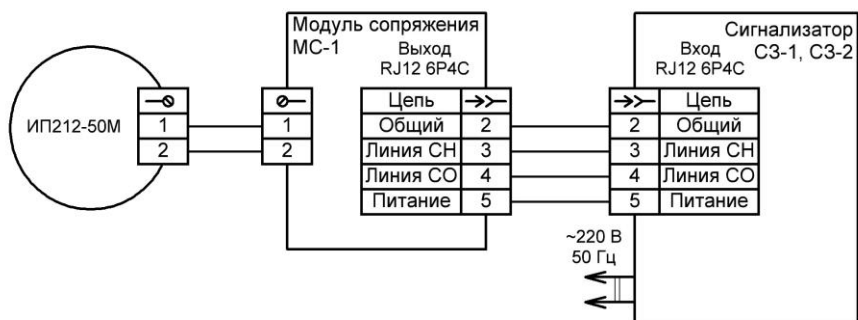 Модуль сопряжения
МС-1
Выход
RJ12 6P4C
Сигнализатор
СЗ-1, СЗ-2
Вход
RJ12 6P4C
ИП212-50М
1
2
1
2
Цепь
Общий 2
Линия СН 3
Линия СО 4
Питание 5
Цепь
2 Общий
3 Линия СН
4 Линия СО
5 Питание
~220 В
50 Гц